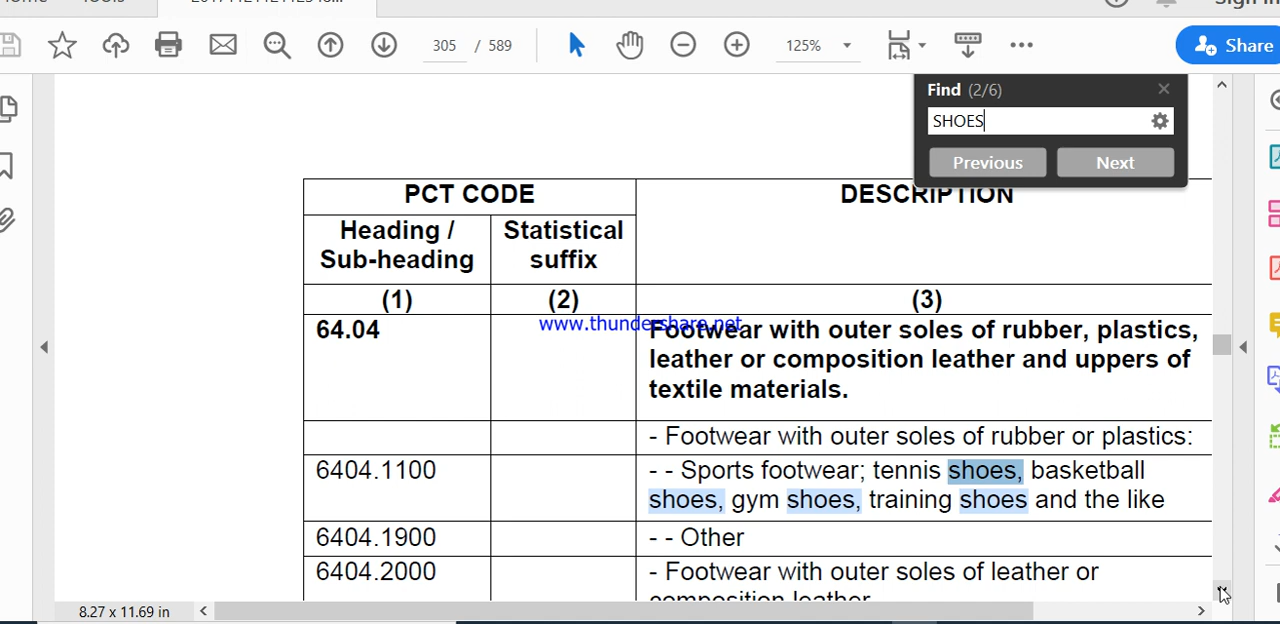 305 / 589
125%
Share
Find (2/6)
SHOES
Previous Next
PCT CODE DESCRIPTION
Heading / Sub-heading
Statistical suffix
(1) (2) (3)
www.thundershare.net
64.04 Footwear with outer soles of rubber, plastics,
leather or composition leather and uppers of
textile materials.
- Footwear with outer soles of rubber or plastics:
6404.1100 - - Sports footwear; tennis shoes, basketball
shoes, gym shoes, training shoes and the like
6404.1900 - - Other
6404.2000 - Footwear with outer soles of leather or
composition leather
8.27 x 11.69 in